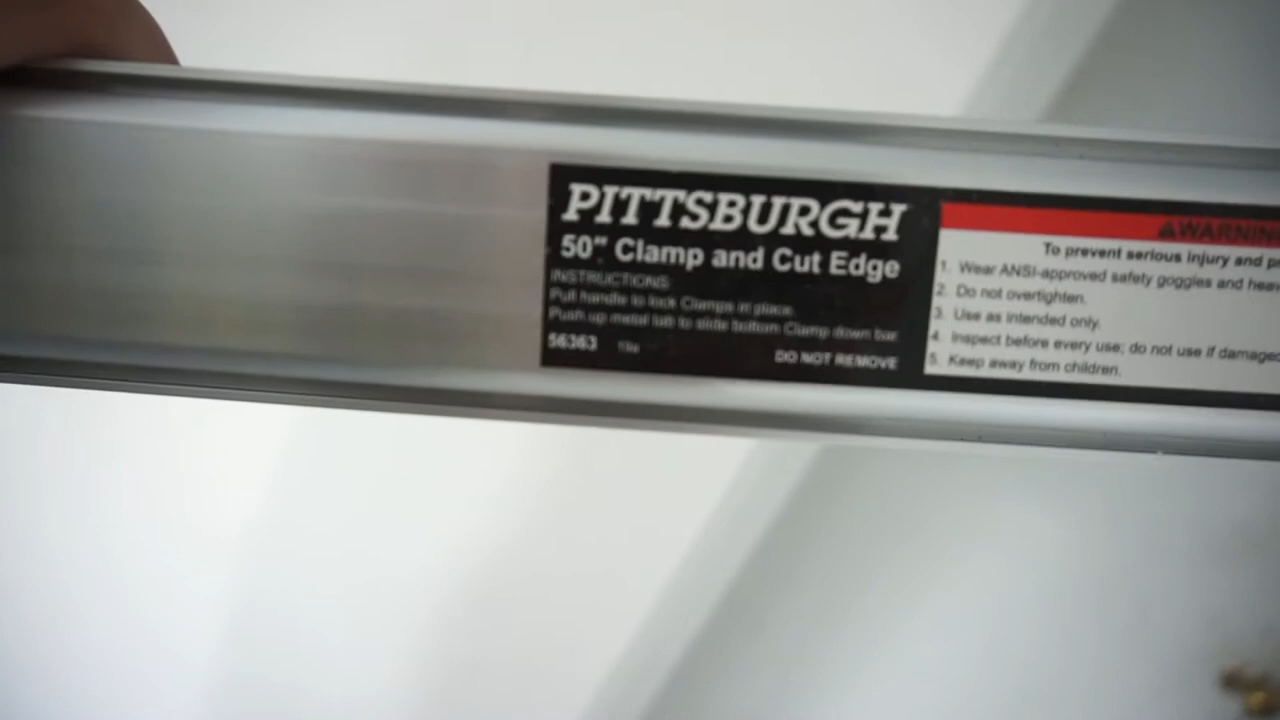 PITTSBURGH
50" Clamp and Cut Edge
INSTRUCTIONS:
Pull handle to lock Clamps in place.
Push up metal tab to slide bottom Clamp down bar.
56363
DO NOT REMOVE
⚠WARNIN
To prevent serious injury and
1. Wear ANSI-approved safety goggles and
2. Do not overtighten.
3. Use as intended only.
4. Inspect before every use; do not use if damaged
5. Keep away from children.